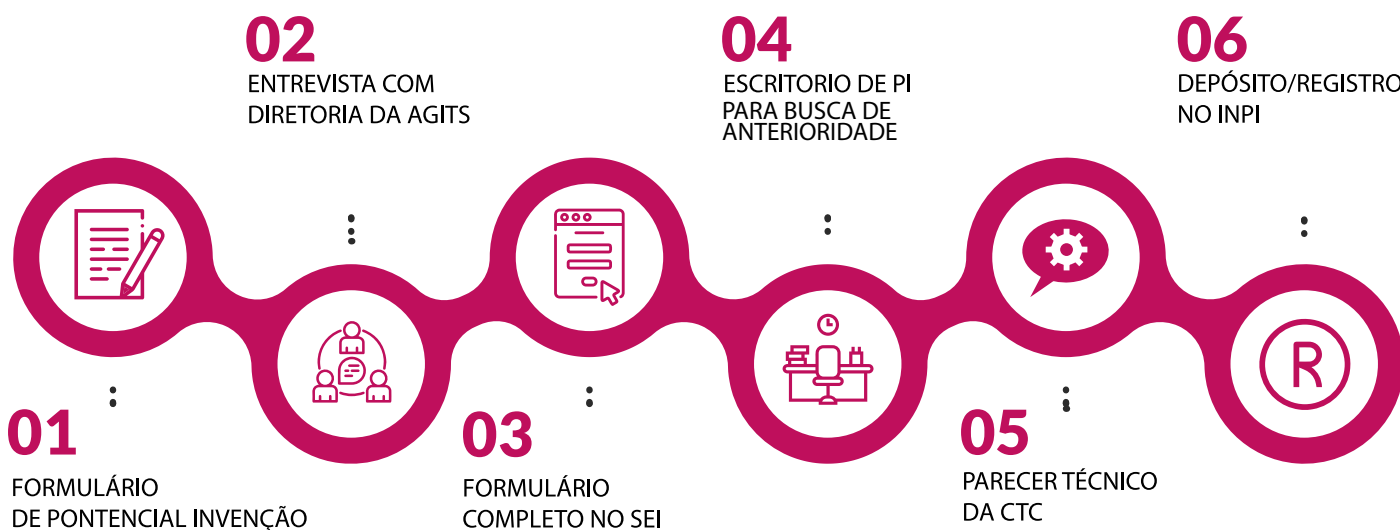 01
FORMULÁRIO
DE PONTENCIAL INVENÇÃO
02
ENTREVISTA COM
DIRETORIA DA AGITS
03
FORMULÁRIO
COMPLETO NO SEI
04
ESCRITORIO DE PI
PARA BUSCA DE
ANTERIORIDADE
05
PARECER TÉCNICO
DA CTC
06
DEPÓSITO/REGISTRO
NO INPI
R